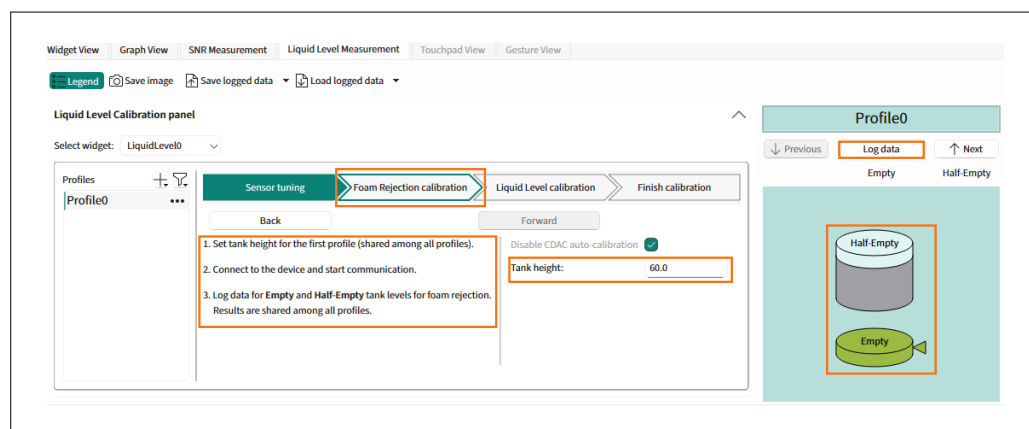 Widget View Graph View SNR Measurement Liquid Level Measurement Touchpad View Gesture View
Legend Save image Save logged data Load logged data
Liquid Level Calibration panel
Select widget: LiquidLevel0
Profiles
Profile0
Sensor tuning Foam Rejection calibration Liquid Level calibration Finish calibration
Back Forward
1. Set tank height for the first profile (shared among all profiles).
2. Connect to the device and start communication.
3. Log data for Empty and Half-Empty tank levels for foam rejection.
Results are shared among all profiles.
Disable CDAC auto-calibration
Tank height: 60.0
Profile0
Previous Log data Next
Empty Half-Empty
Half-Empty
Empty